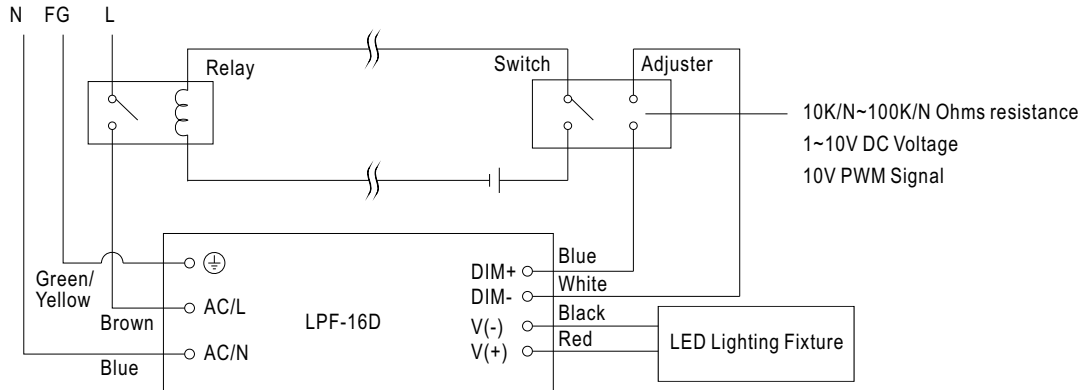 N FG L
Relay
Switch
Adjuster
10K/N~100K/N Ohms resistance
1~10V DC Voltage
10V PWM Signal
Green/
Yellow
Brown
Blue
AC/L
AC/N
LPF-16D
DIM+
DIM-
V(-)
V(+)
Blue
White
Black
Red
LED Lighting Fixture